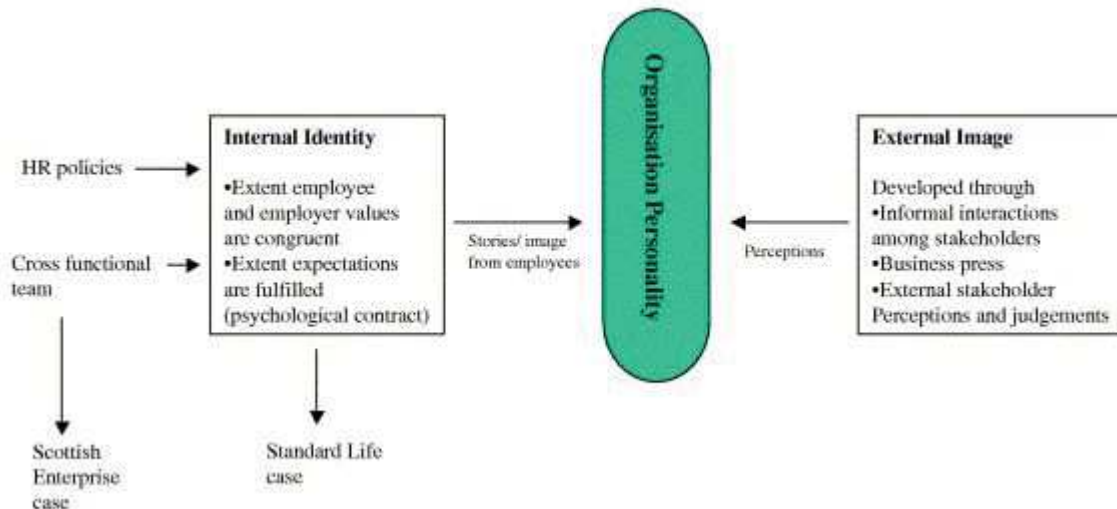 HR policies
Cross functional
team
Scottish
Enterprise
case
Internal Identity
•Extent employee
and employer values
are congruent
•Extent expectations
are fulfilled
(psychological contract)
Standard Life
case
Stories/ image
from employees
Organisation Personality
Perceptions
External Image
Developed through
•Informal interactions
among stakeholders
•Business press
•External stakeholder
Perceptions and judgements